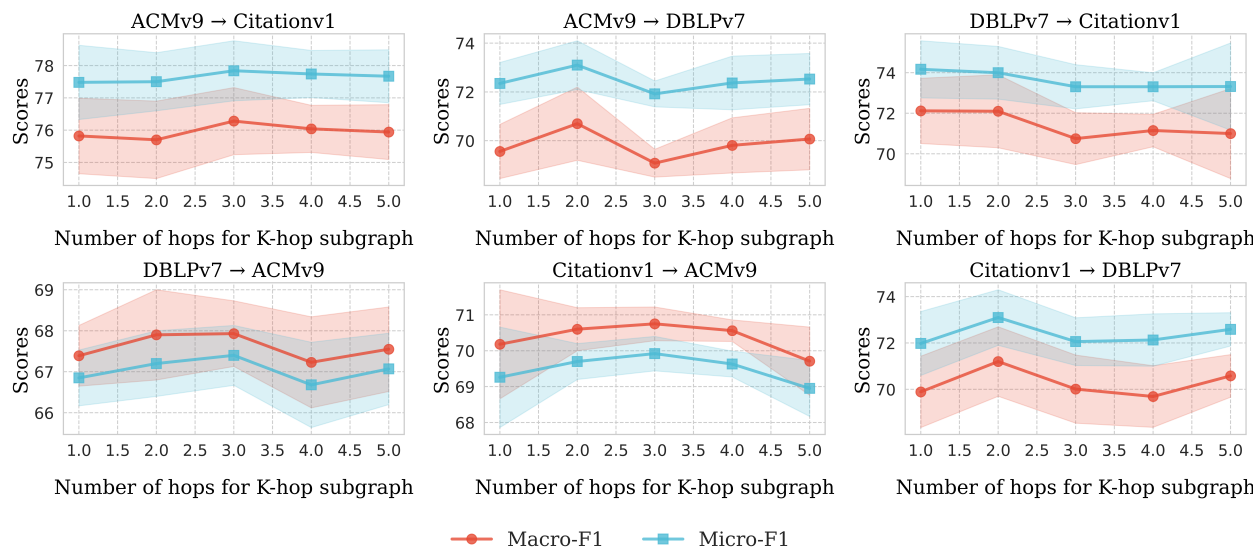 ACMv9 → Citationv1
Scores
78
77
76
75
1.0 1.5 2.0 2.5 3.0 3.5 4.0 4.5 5.0
Number of hops for K-hop subgraph
ACMv9 → DBLPv7
Scores
74
72
70
1.0 1.5 2.0 2.5 3.0 3.5 4.0 4.5 5.0
Number of hops for K-hop subgraph
DBLPv7 → Citationv1
Scores
74
72
70
1.0 1.5 2.0 2.5 3.0 3.5 4.0 4.5 5.0
Number of hops for K-hop subgraph
DBLPv7 → ACMv9
Scores
69
68
67
66
1.0 1.5 2.0 2.5 3.0 3.5 4.0 4.5 5.0
Number of hops for K-hop subgraph
Citationv1 → ACMv9
Scores
71
70
69
68
1.0 1.5 2.0 2.5 3.0 3.5 4.0 4.5 5.0
Number of hops for K-hop subgraph
Citationv1 → DBLPv7
Scores
74
72
70
1.0 1.5 2.0 2.5 3.0 3.5 4.0 4.5 5.0
Number of hops for K-hop subgraph
Macro-F1 Micro-F1